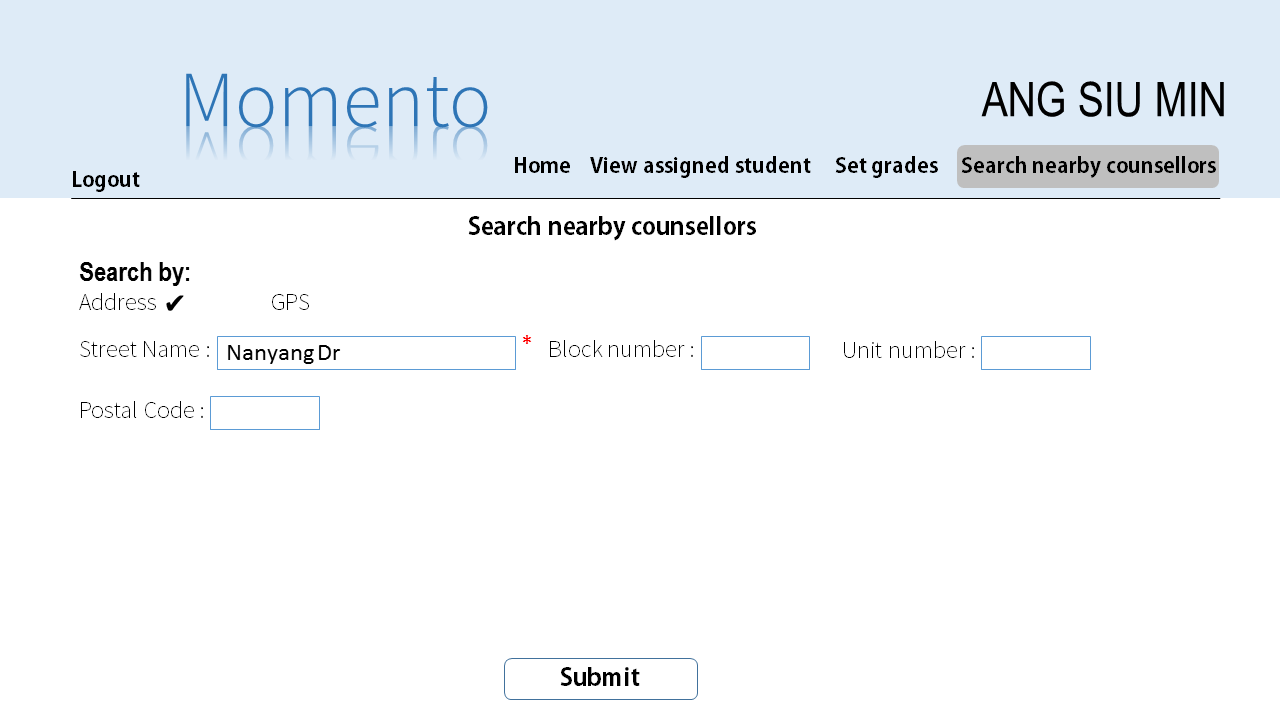 Momento
ANG SIU MIN
Logout
Home View assigned student Set grades Search nearby counsellors
Search nearby counsellors
Search by:
Address ✔ GPS
Street Name : Nanyang Dr * Block number : Unit number :
Postal Code :
Submit